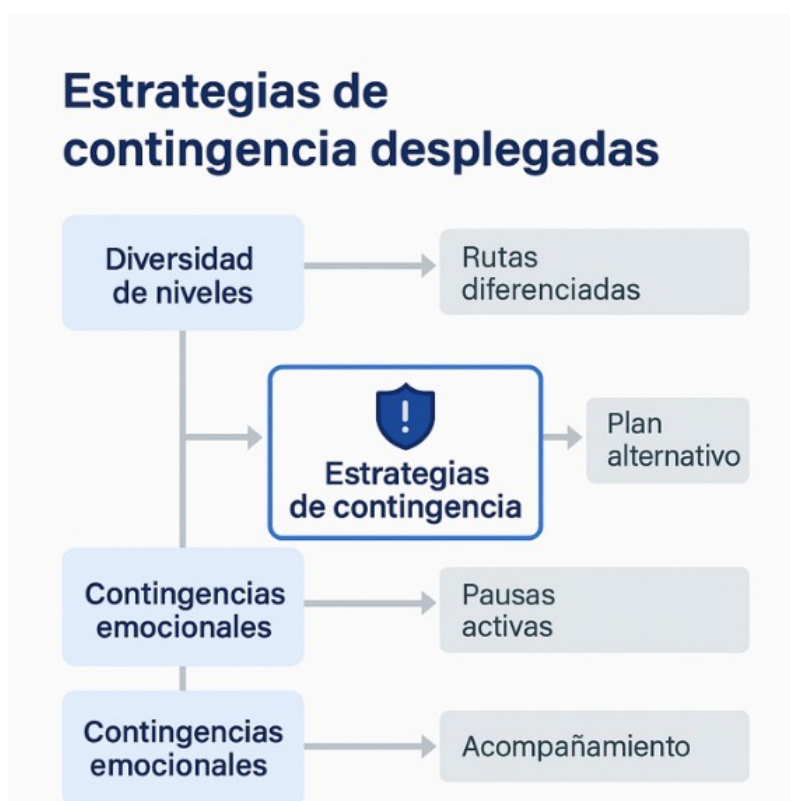 Estrategias de
contingencia desplegadas
Diversidad
de niveles
Rutas
diferenciadas
!
Estrategias
de contingencia
Plan
alternativo
Contingencias
emocionales
Pausas
activas
Contingencias
emocionales
Acompañamiento